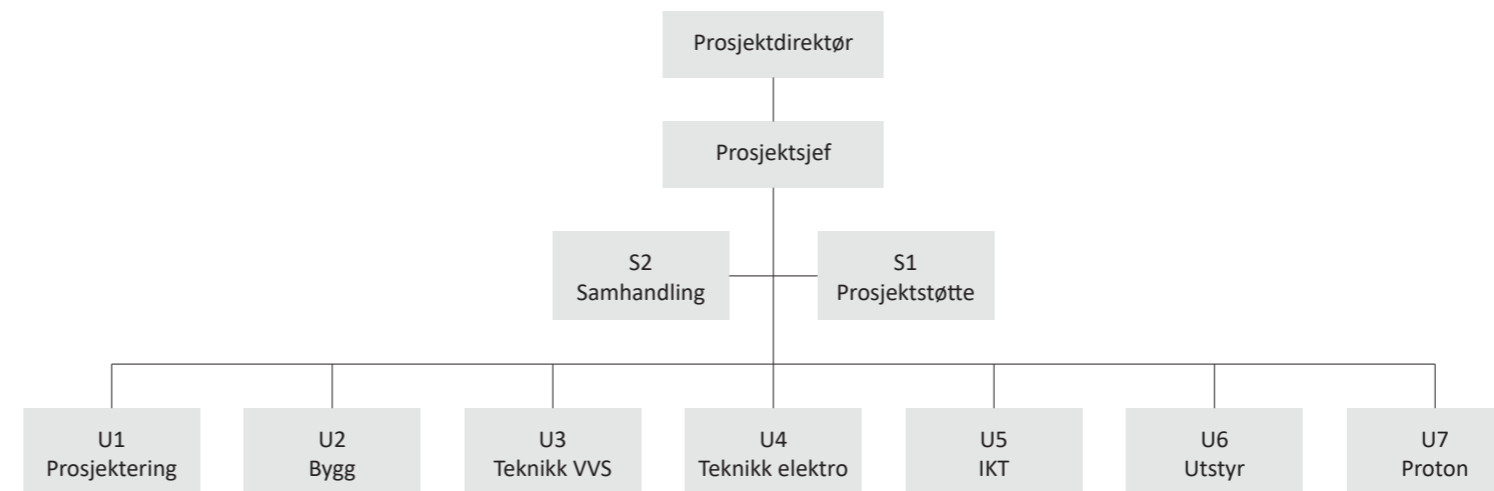 Prosjektdirektør
Prosjektsjef
S2
Samhandling
S1
Prosjektstøtte
U1
Prosjektering
U2
Bygg
U3
Teknikk VVS
U4
Teknikk elektro
U5
IKT
U6
Utstyr
U7
Proton